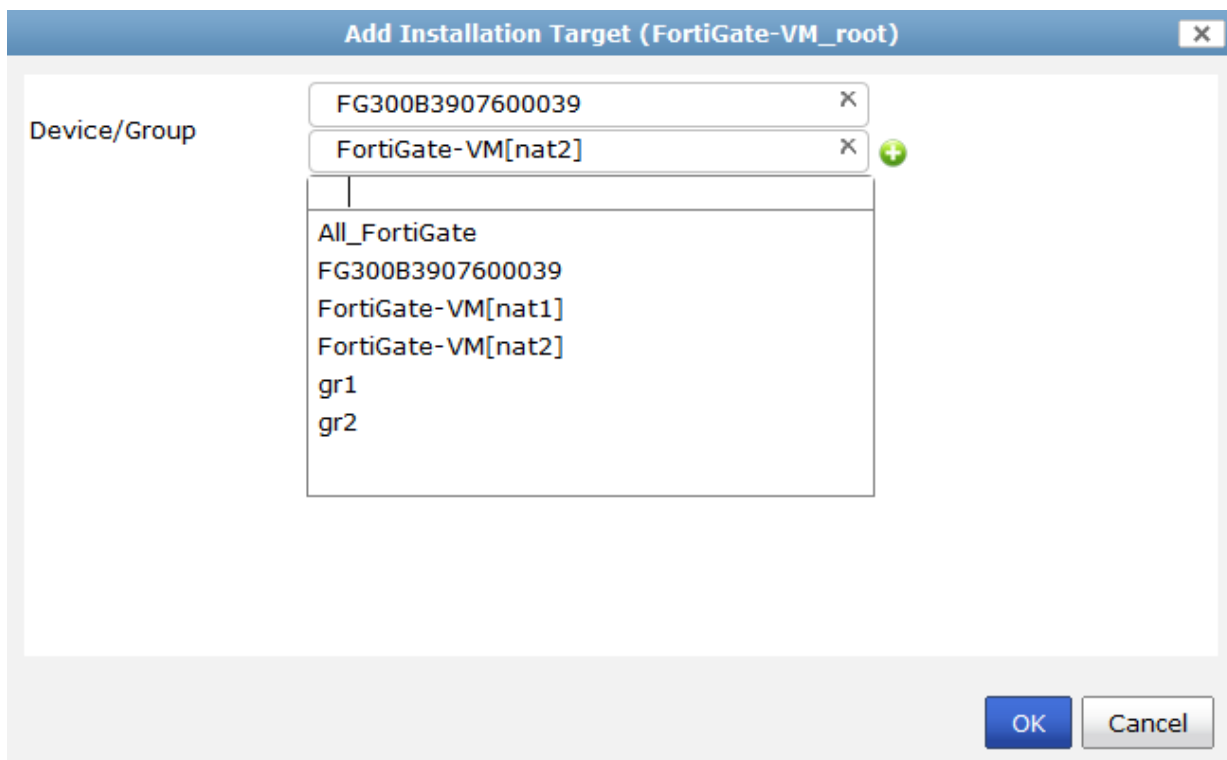 Add Installation Target (FortiGate-VM_root)
Device/Group
FG300B3907600039
FortiGate-VM[nat2]
All_FortiGate
FG300B3907600039
FortiGate-VM[nat1]
FortiGate-VM[nat2]
gr1
gr2
OK
Cancel